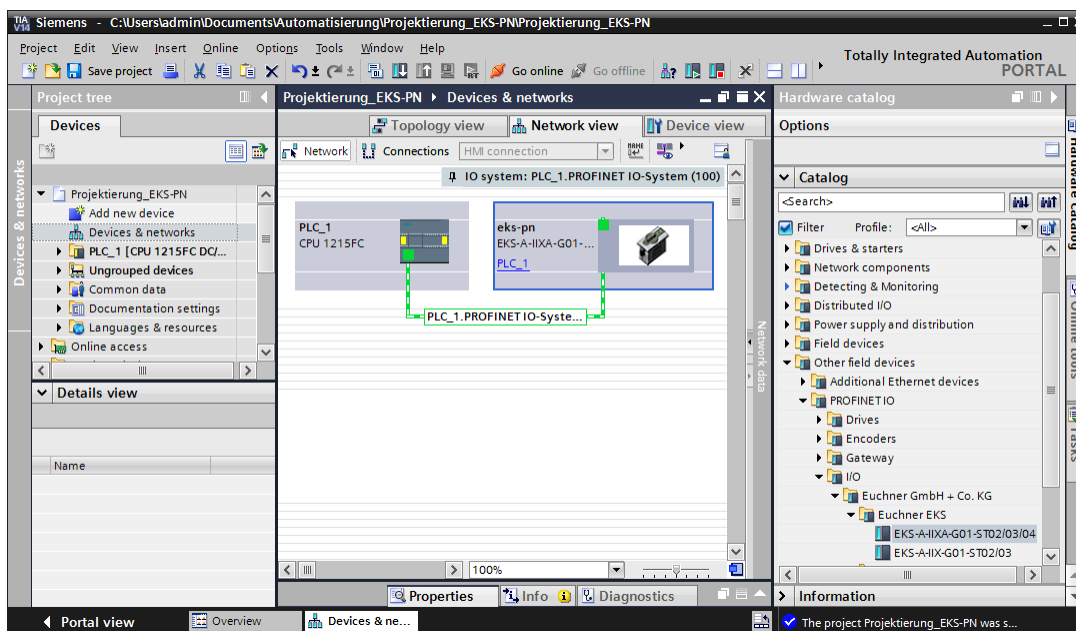 TIA V14 Siemens - C:\Users\admin\Documents\Automatisierung\Projektierung_EKS-PN\Projektierung_EKS-PN
Project Edit View Insert Online Options Tools Window Help
Save project Go online Go offline
Totally Integrated Automation
PORTAL
Project tree
Devices
Devices & networks
Projektierung_EKS-PN
Add new device
Devices & networks
PLC_1 [CPU 1215FC DC/...
Ungrouped devices
Common data
Documentation settings
Languages & resources
Online access
Details view
Name
Projektierung_EKS-PN Devices & networks
Topology view Network view Device view
Network Connections HMI connection
IO system: PLC_1.PROFINET IO-System (100)
PLC_1
CPU 1215FC
eks-pn
EKS-A-IIXA-G01-...
PLC_1
PLC_1.PROFINET IO-Syste...
Network data
100%
Properties Info Diagnostics
Hardware catalog
Options
Catalog
<Search>
Filter Profile: <All>
Drives & starters
Network components
Detecting & Monitoring
Distributed I/O
Power supply and distribution
Field devices
Other field devices
Additional Ethernet devices
PROFINET IO
Drives
Encoders
Gateway
I/O
Euchner GmbH + Co. KG
Euchner EKS
EKS-A-IIXA-G01-ST02/03/04
EKS-A-IIX-G01-ST02/03
Information
Hardware catalog
Online tools
Tasks
Portal view Overview Devices & ne...
The project Projektierung_EKS-PN was s...